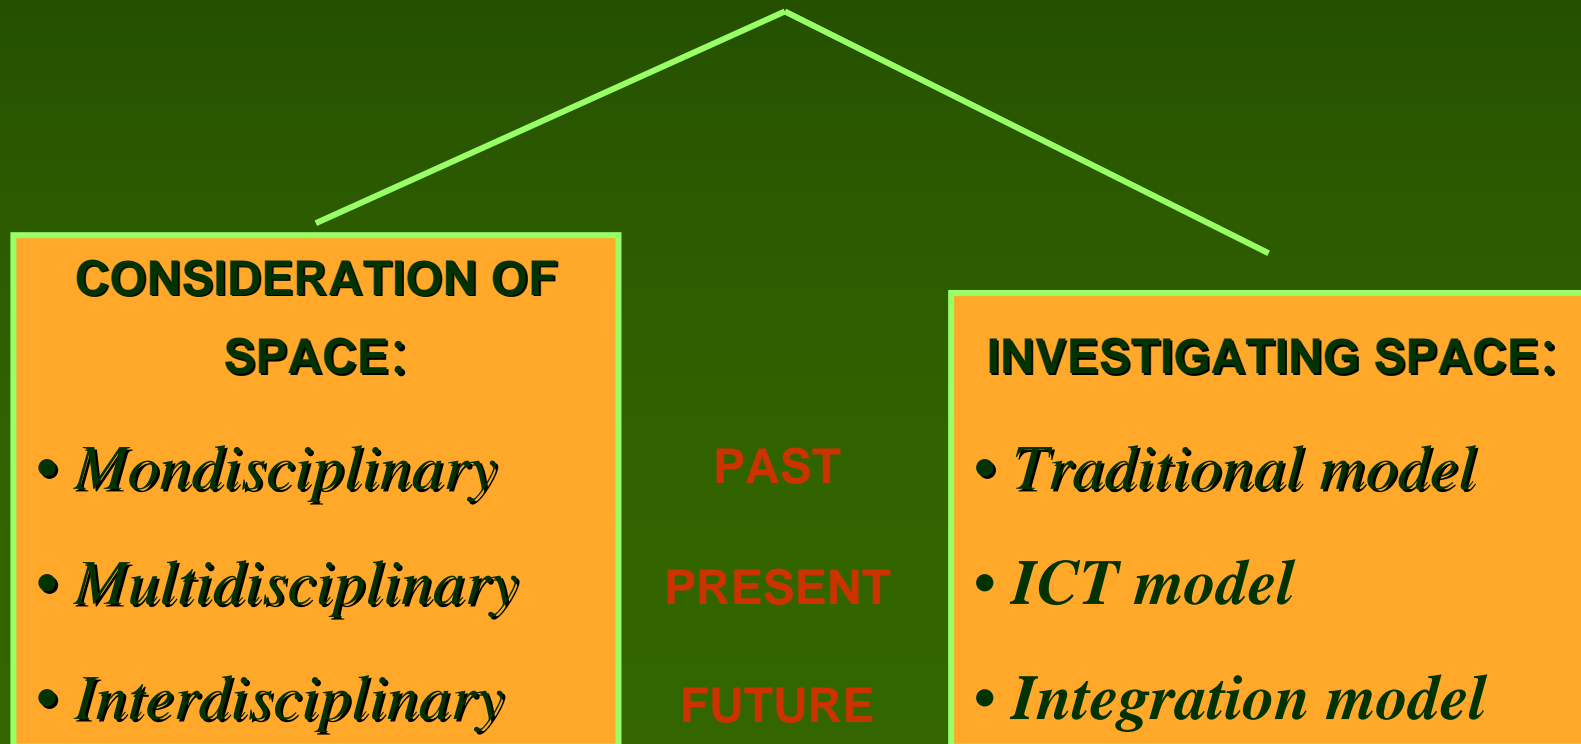 CONSIDERATION OF
SPACE:
• Mondisciplinary
• Multidisciplinary
• Interdisciplinary
PAST
PRESENT
FUTURE
INVESTIGATING SPACE:
• Traditional model
• ICT model
• Integration model